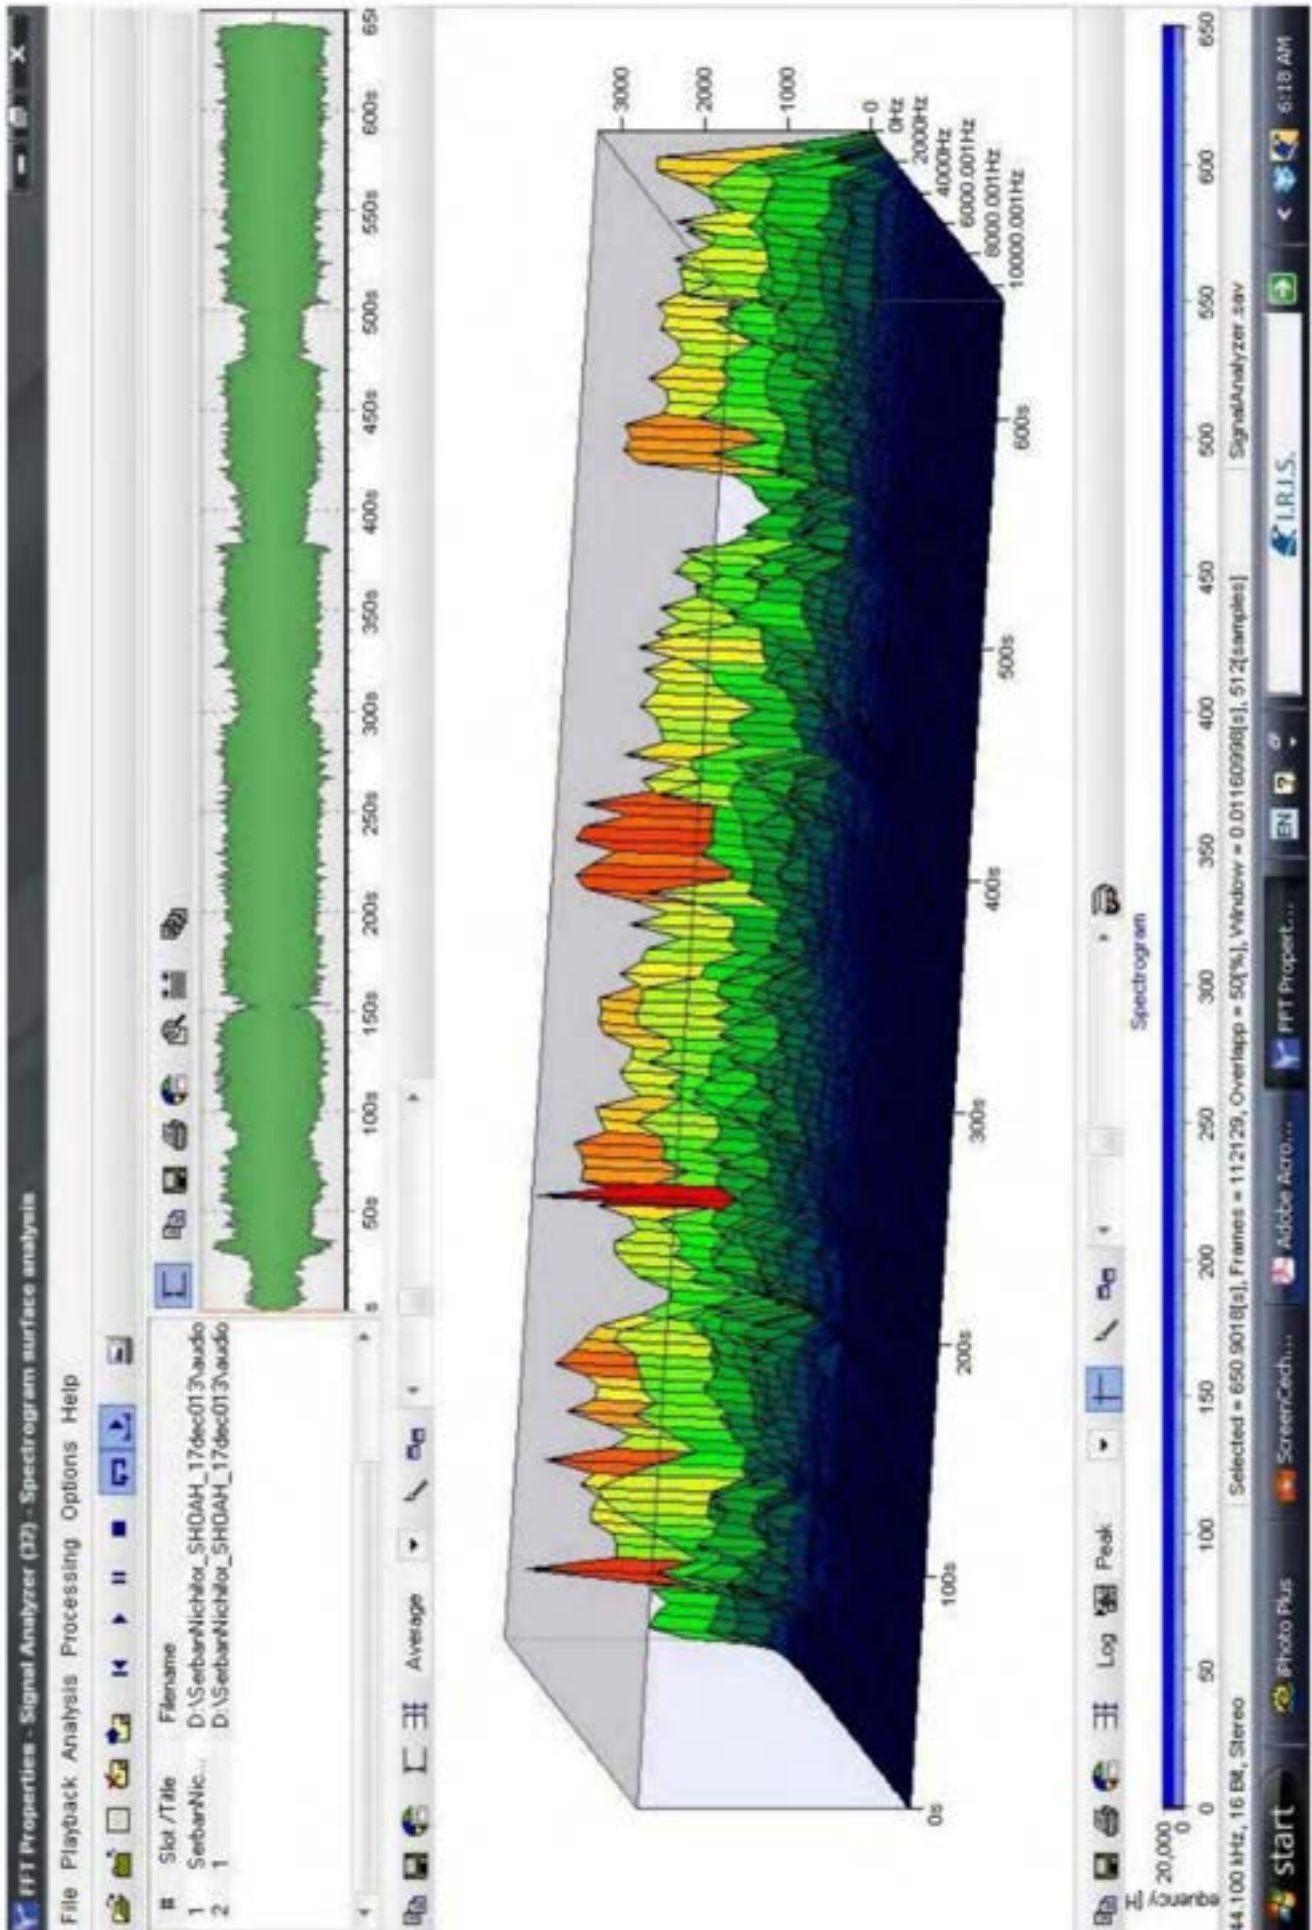 FFT Properties - Signal Analyzer (32) - Spectrogram surface analysis
File Playback Analysis Processing Options Help
# Slot /Title Filename
1 SerbanNic... D:\SerbanNichifor_SHOAH_17dec013\audio
2 1 D:\SerbanNichifor_SHOAH_17dec013\audio
s 50s 100s 150s 200s 250s 300s 350s 400s 450s 500s 550s 600s 65
Average
3000
2000
1000
0
0Hz
2000Hz
4000Hz
6000.001Hz
8000.001Hz
10000.001Hz
0s 100s 200s 300s 400s 500s 600s
Log Peak
Spectrogram
equency [H
20,000
0
0 50 100 150 200 250 300 350 400 450 500 550 600 650
44.100 kHz, 16 Bit, Stereo
Selected = 650.9018[s], Frames = 112129, Overlapp = 50[%], Window = 0.01160998[s], 512[samples]
SignalAnalyzer.sav
start
iPhoto Plus
ScreenCech...
Adobe Acro...
FFT Propert...
EN
I.R.I.S.
6:18 AM